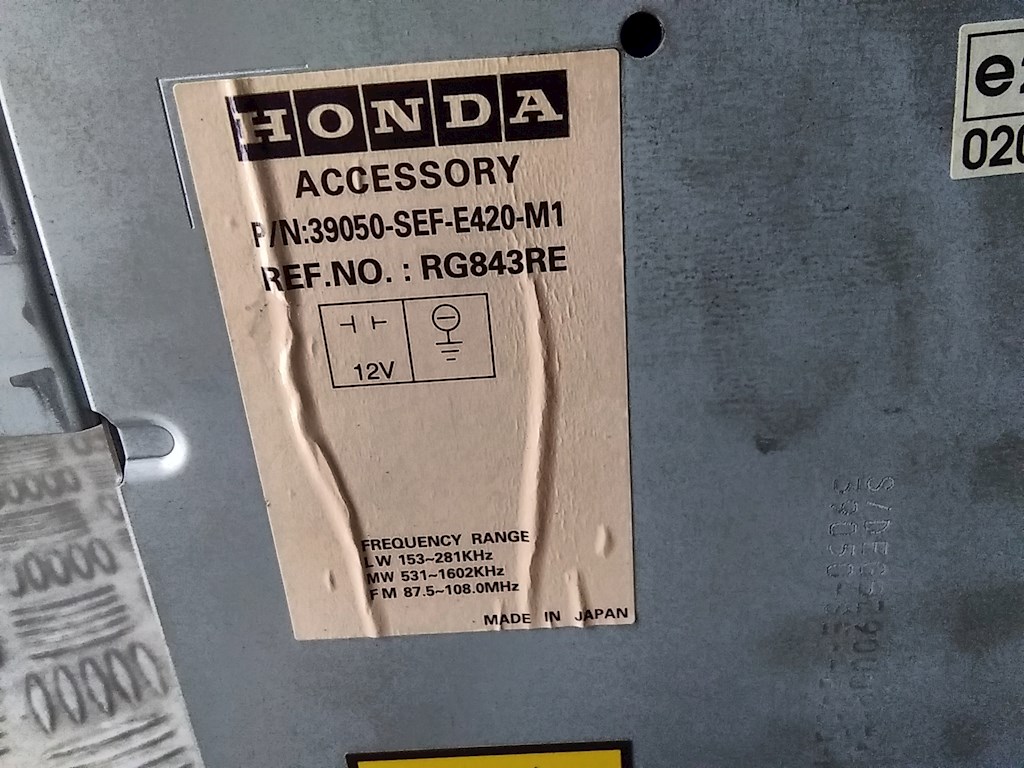 HONDA
ACCESSORY
P/N:39050-SEF-E420-M1
REF.NO. : RG843RE
12V
FREQUENCY RANGE
LW 153~281KHz
MW 531~1602KHz
FM 87.5~108.0MHz
MADE IN JAPAN
e
020